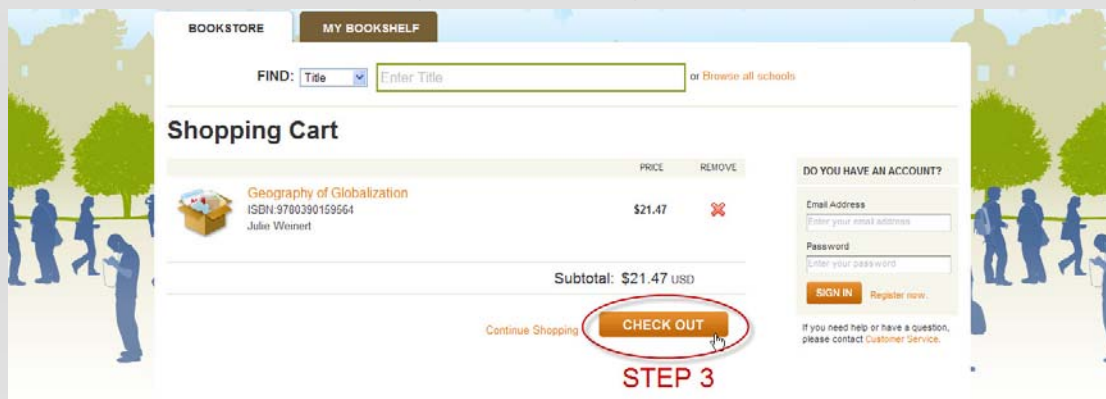 BOOKSTORE
MY BOOKSHELF
FIND: Title Enter Title or Browse all schools
Shopping Cart
PRICE REMOVE
Geography of Globalization
ISBN:9780390159564
Julie Weinert
$21.47
Subtotal: $21.47 USD
Continue Shopping
CHECK OUT
STEP 3
DO YOU HAVE AN ACCOUNT?
Email Address
Enter your email address
Password
Enter your password
SIGN IN Register now.
If you need help or have a question,
please contact Customer Service.